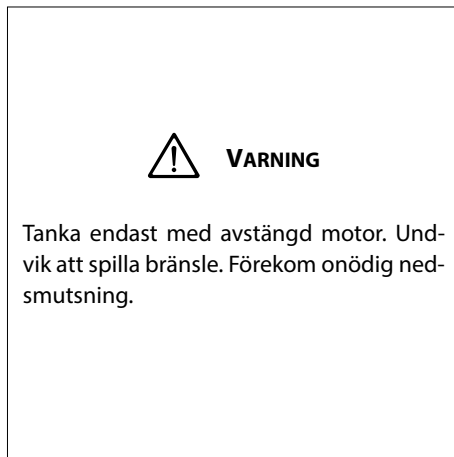 VARNING
Tanka endast med avstängd motor. Und-
vik att spilla bränsle. Förekom onödig ned-
smutsning.